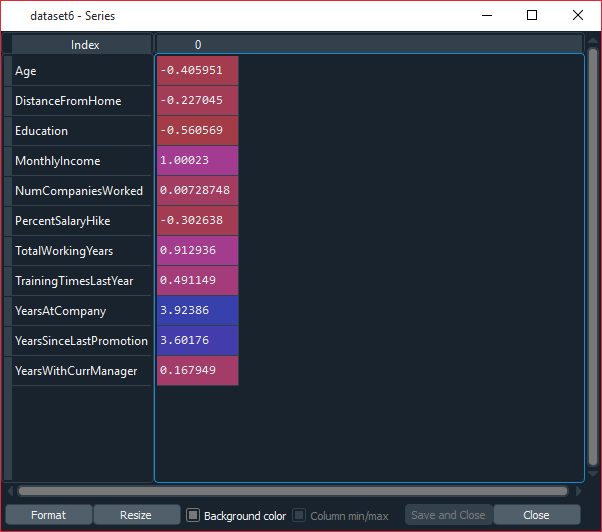 dataset6 - Series
Index 0
Age -0.405951
DistanceFromHome -0.227045
Education -0.560569
MonthlyIncome 1.00023
NumCompaniesWorked 0.00728748
PercentSalaryHike -0.302638
TotalWorkingYears 0.912936
TrainingTimesLastYear 0.491149
YearsAtCompany 3.92386
YearsSinceLastPromotion 3.60176
YearsWithCurrManager 0.167949
Format Resize Background color Column min/max Save and Close Close